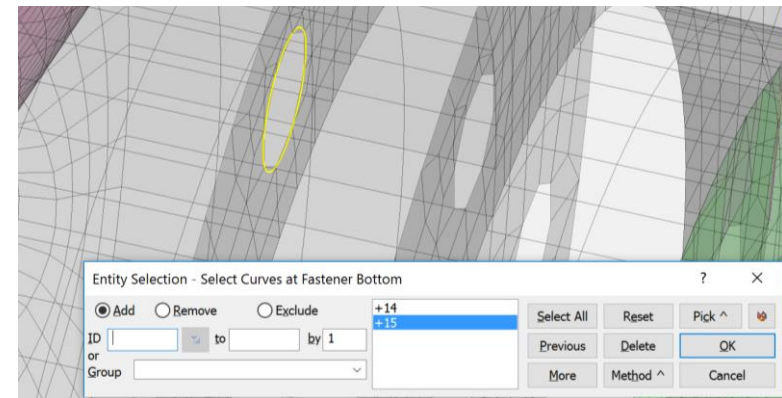 Entity Selection - Select Curves at Fastener Bottom ? ×
Add Remove Exclude
+14
+15
ID to by 1
or
Group
Select All Reset Pick ^
Previous Delete OK
More Method ^ Cancel